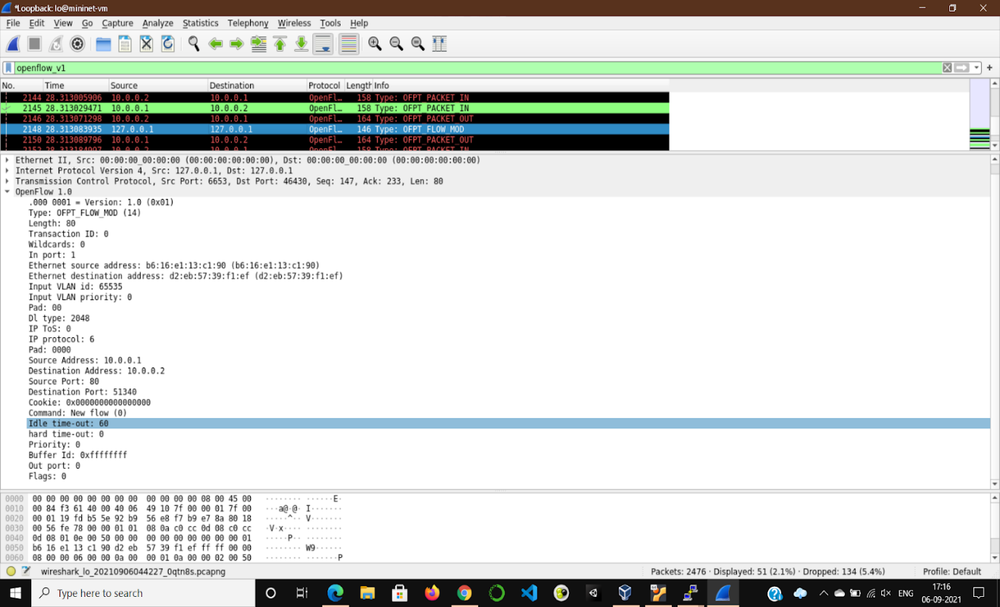 *Loopback: lo@mininet-vm
File Edit View Go Capture Analyze Statistics Telephony Wireless Tools Help
openflow_v1
No. Time Source Destination Protocol Length Info
2144 28.313005906 10.0.0.2 10.0.0.1 OpenFl… 158 Type: OFPT_PACKET_IN
2145 28.313029471 10.0.0.1 10.0.0.2 OpenFl… 158 Type: OFPT_PACKET_IN
2146 28.313071298 10.0.0.2 10.0.0.1 OpenFl… 164 Type: OFPT_PACKET_OUT
2148 28.313083935 127.0.0.1 127.0.0.1 OpenFl… 146 Type: OFPT_FLOW_MOD
2150 28.313089796 10.0.0.1 10.0.0.2 OpenFl… 164 Type: OFPT_PACKET_OUT
10.0.0.2 10.0.0.1 OpenFl… 158 Type: OFPT_PACKET_IN
Ethernet II, Src: 00:00:00_00:00:00 (00:00:00:00:00:00), Dst: 00:00:00_00:00:00 (00:00:00:00:00:00)
Internet Protocol Version 4, Src: 127.0.0.1, Dst: 127.0.0.1
Transmission Control Protocol, Src Port: 6653, Dst Port: 46430, Seq: 147, Ack: 233, Len: 80
OpenFlow 1.0
.000 0001 = Version: 1.0 (0x01)
Type: OFPT_FLOW_MOD (14)
Length: 80
Transaction ID: 0
Wildcards: 0
In port: 1
Ethernet source address: b6:16:e1:13:c1:90 (b6:16:e1:13:c1:90)
Ethernet destination address: d2:eb:57:39:f1:ef (d2:eb:57:39:f1:ef)
Input VLAN id: 65535
Input VLAN priority: 0
Pad: 00
Dl type: 2048
IP ToS: 0
IP protocol: 6
Pad: 0000
Source Address: 10.0.0.1
Destination Address: 10.0.0.2
Source Port: 80
Destination Port: 51340
Cookie: 0x0000000000000000
Command: New flow (0)
Idle time-out: 60
hard time-out: 0
Priority: 0
Buffer Id: 0xffffffff
Out port: 0
Flags: 0
0000 00 00 00 00 00 00 00 00 00 00 00 00 08 00 45 00 ········ ······E·
0010 00 84 f3 61 40 00 40 06 49 10 7f 00 00 01 7f 00 ···a@·@· I·······
0020 00 01 19 fd b5 5e 92 b9 56 e8 f7 b9 e7 8a 80 18 ·····^·· V·······
0030 00 56 fe 78 00 00 01 01 08 0a c0 cc 0d 08 c0 cc ·V·x···· ········
0040 0d 08 01 0e 00 50 00 00 00 00 00 00 00 00 00 01 ·····P·· ········
0050 b6 16 e1 13 c1 90 d2 eb 57 39 f1 ef ff ff 00 00 ········ W9······
0060 08 00 00 06 00 00 0a 00 00 01 0a 00 00 02 00 50 ········ ·······P
wireshark_lo_20210906044227_0qtn8s.pcapng Packets: 2476 · Displayed: 51 (2.1%) · Dropped: 134 (5.4%) Profile: Default
Type here to search ENG 17:16
06-09-2021